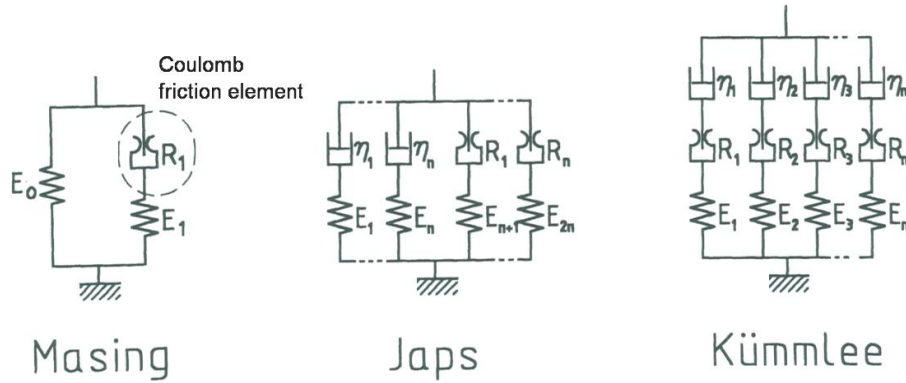 Coulomb
friction element
E₀ R₁
E₁
Masing
η₁ ηₙ R₁ Rₙ
E₁ Eₙ Eₙ₊₁ E₂ₙ
Japs
η₁ η₂ η₃ ηₙ
R₁ R₂ R₃ Rₙ
E₁ E₂ E₃ Eₙ
Kümmlee